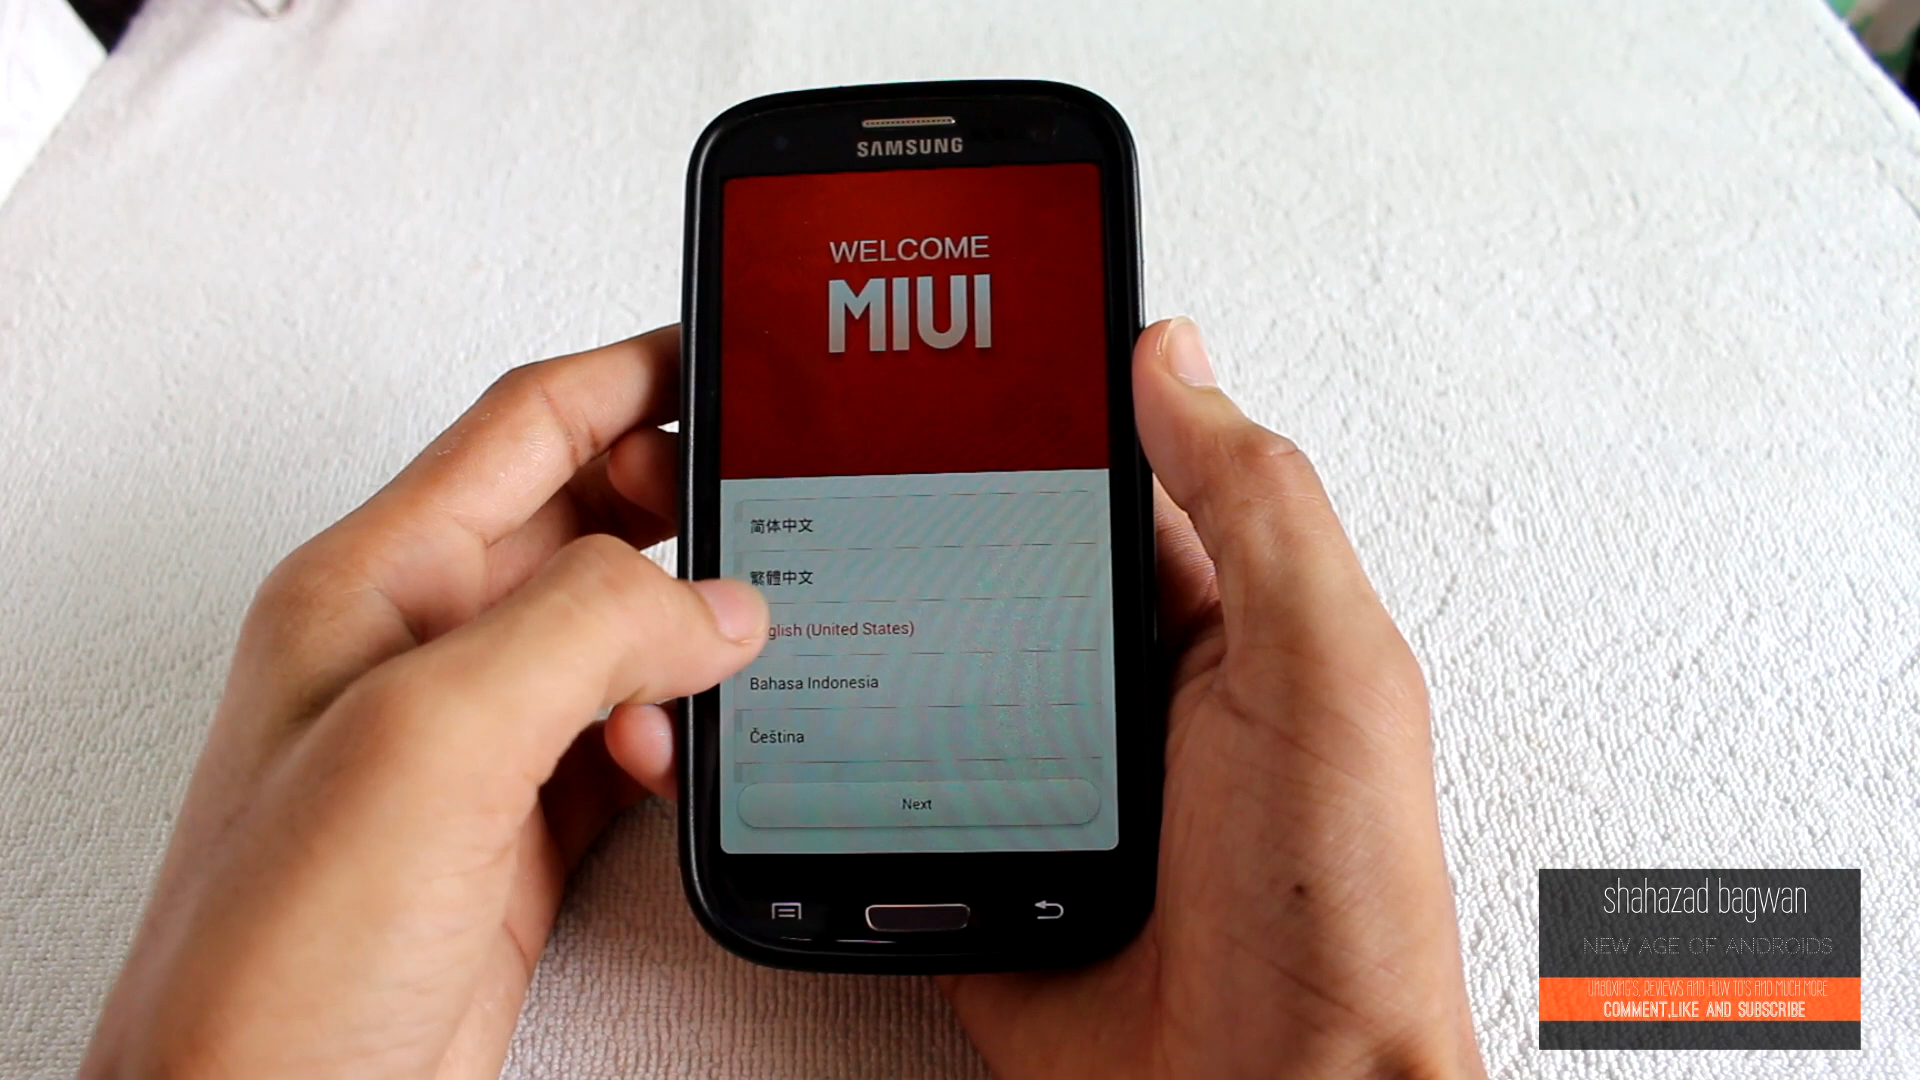 SAMSUNG
WELCOME
MIUI
简体中文
繁體中文
glish (United States)
Bahasa Indonesia
Čeština
Next
shahazad bagwan
NEW AGE OF ANDROIDS
UNBOXING'S, REVIEWS AND HOW TO'S AND MUCH MORE
COMMENT,LIKE AND SUBSCRIBE